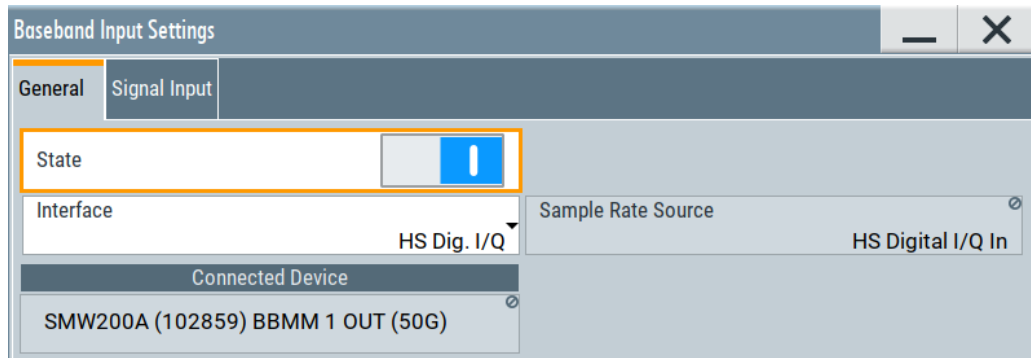 Baseband Input Settings
General
Signal Input
State
Interface
HS Dig. I/Q
Sample Rate Source
HS Digital I/Q In
Connected Device
SMW200A (102859) BBMM 1 OUT (50G)